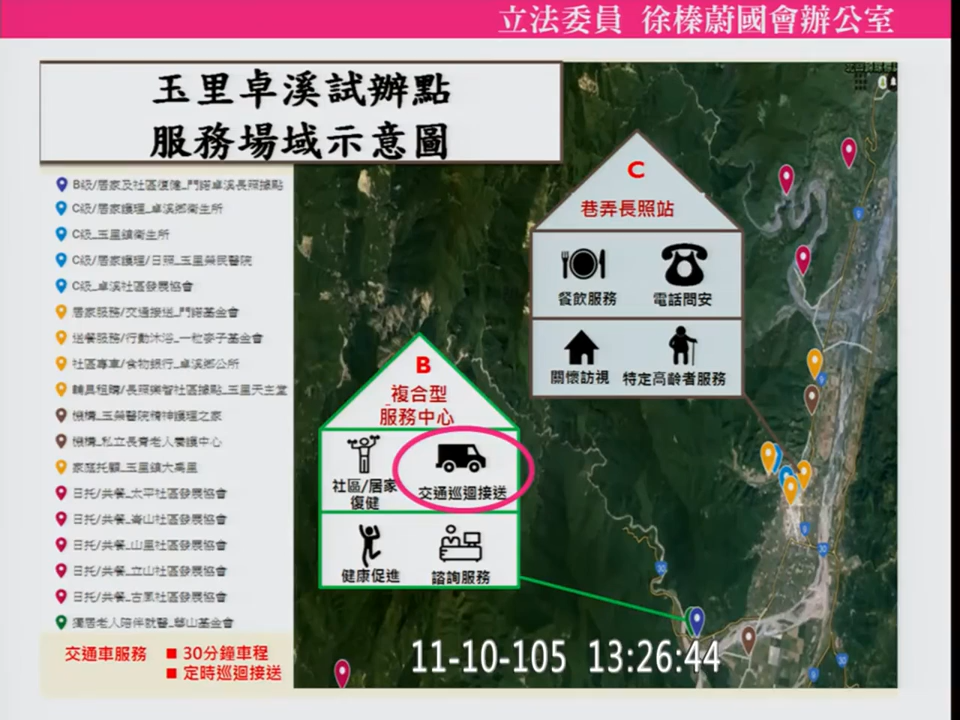 立法委員 徐榛蔚國會辦公室
玉里卓溪試辦點
服務場域示意圖
B級/居家及社區復健_門諾卓溪長照據點
C級/居家護理_卓溪鄉衛生所
C級_玉里鎮衛生所
C級/居家護理/日照_玉里榮民醫院
C級_卓溪社區發展協會
居家服務/交通接送_門諾基金會
送餐服務/行動沐浴_一粒麥子基金會
社區專車/食物銀行_卓溪鄉公所
輔具租購/長照樂智社區據點_玉里天主堂
機構_玉榮醫院精神護理之家
機構_私立長青老人養護中心
家庭托顧_玉里鎮大禹里
日托/共餐_太平社區發展協會
日托/共餐_崙山社區發展協會
日托/共餐_山里社區發展協會
日托/共餐_立山社區發展協會
日托/共餐_古風社區發展協會
獨居老人陪伴就醫_華山基金會
交通車服務 ■ 30分鐘車程
■ 定時巡迴接送
C
巷弄長照站
餐飲服務 電話問安
關懷訪視 特定高齡者服務
B
複合型
服務中心
社區/居家
復健
交通巡迴接送
健康促進 諮詢服務
11-10-105 13:26:44